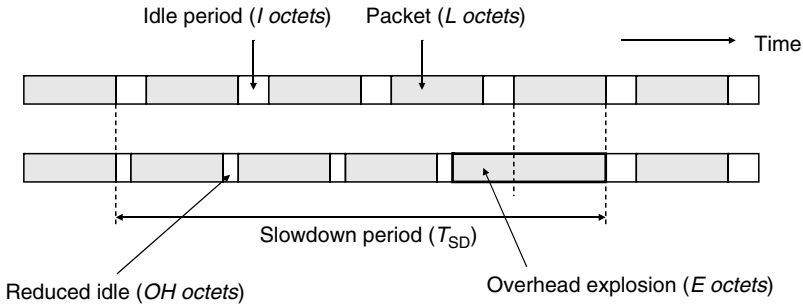 Idle period (I octets)
Packet (L octets)
Time
Slowdown period (TSD)
Reduced idle (OH octets)
Overhead explosion (E octets)